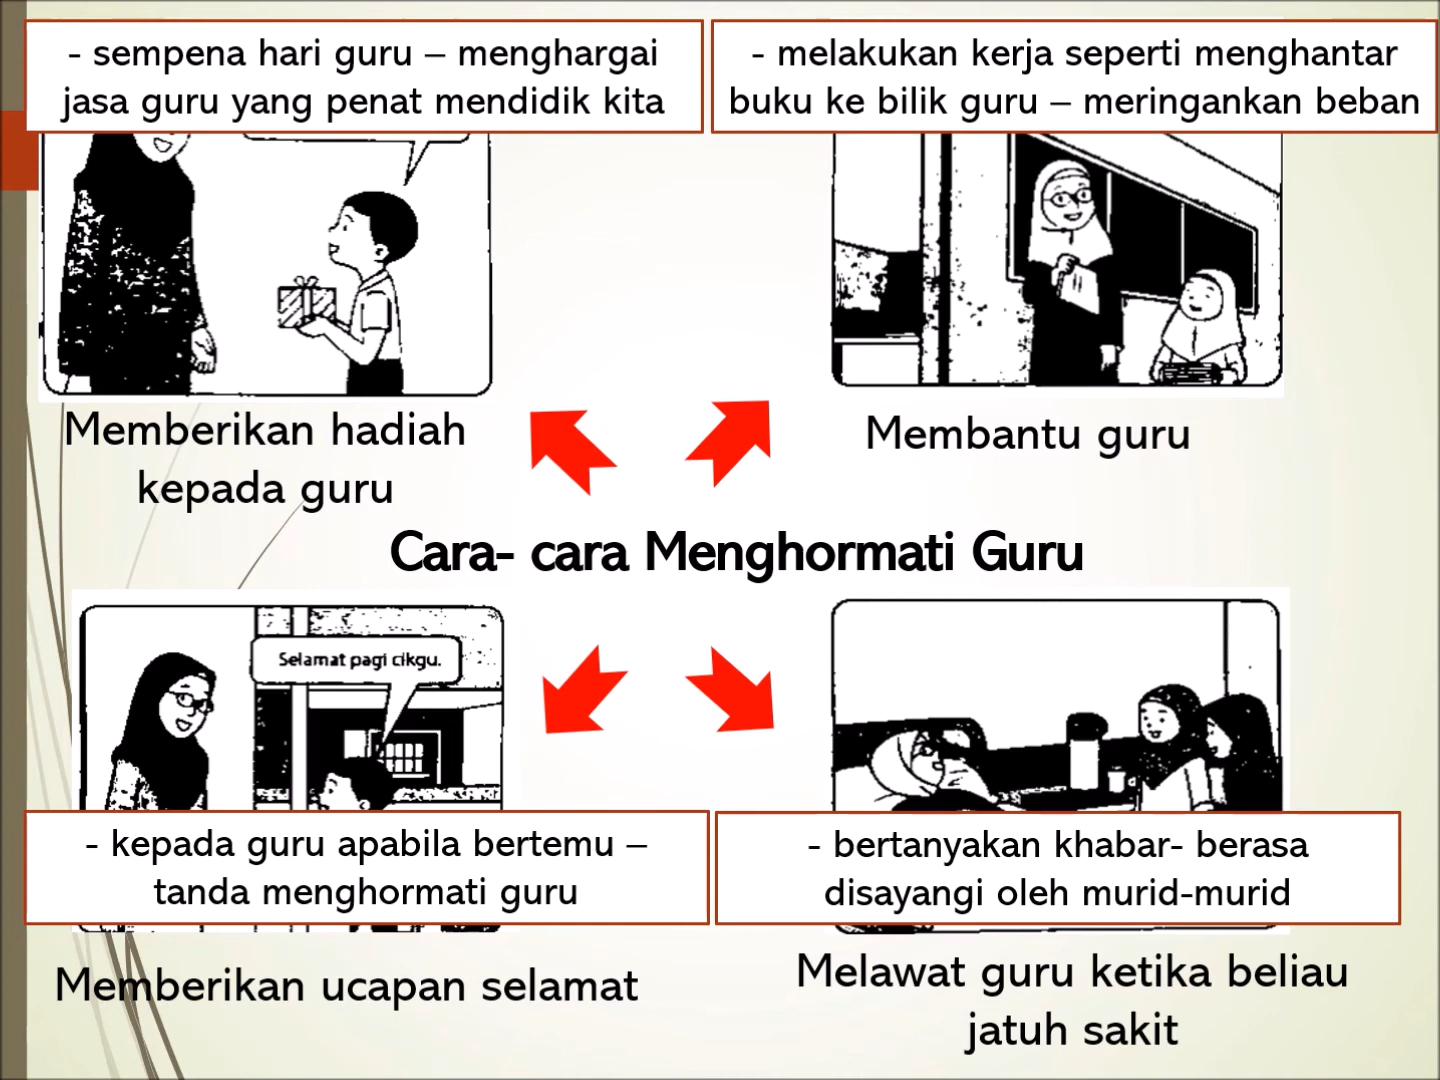 - sempena hari guru – menghargai
jasa guru yang penat mendidik kita
- melakukan kerja seperti menghantar
buku ke bilik guru – meringankan beban
Memberikan hadiah
kepada guru
Membantu guru
Cara- cara Menghormati Guru
Selamat pagi cikgu.
- kepada guru apabila bertemu –
tanda menghormati guru
- bertanyakan khabar- berasa
disayangi oleh murid-murid
Memberikan ucapan selamat
Melawat guru ketika beliau
jatuh sakit